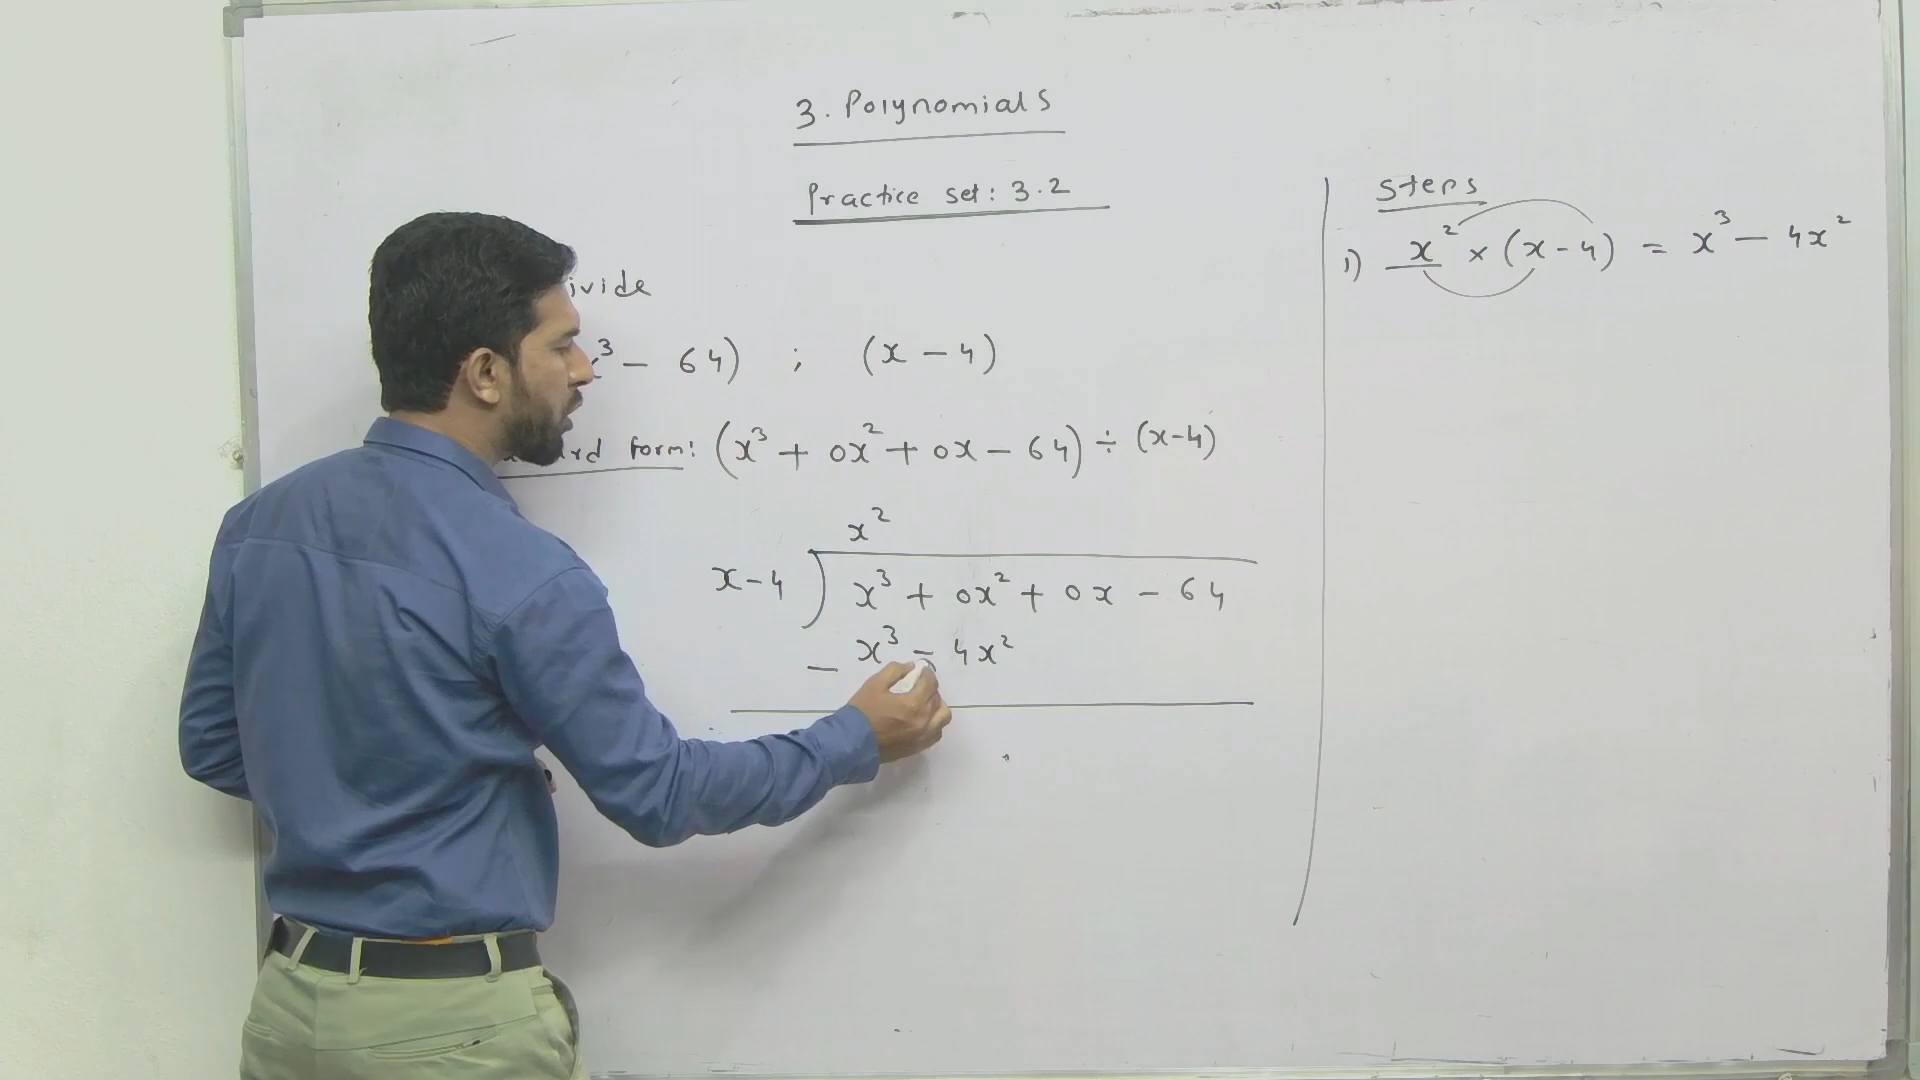 3. Polynomials
Practice set: 3.2
ivide
x³ - 64) ; (x - 4)
form: (x³ + 0x² + 0x - 64) ÷ (x-4)
x²
x-4 ) x³ + 0x² + 0x - 64
- x³ - 4x²
Steps
1) x² × (x - 4) = x³ - 4x²